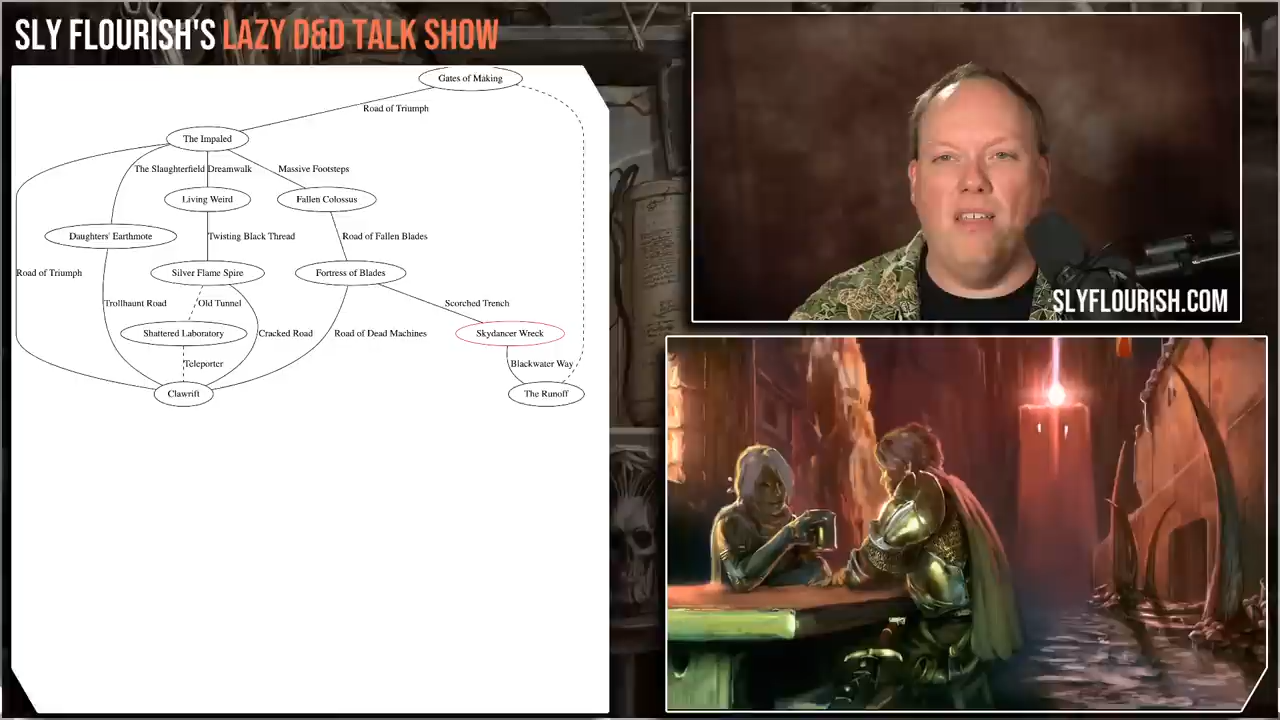 SLY FLOURISH'S LAZY D&D TALK SHOW
Gates of Making
Road of Triumph
The Impaled
The Slaughterfield
Dreamwalk
Massive Footsteps
Living Weird
Fallen Colossus
Daughters' Earthmote
Twisting Black Thread
Road of Fallen Blades
Road of Triumph
Silver Flame Spire
Fortress of Blades
Trollhaunt Road
Old Tunnel
Scorched Trench
Shattered Laboratory
Cracked Road
Road of Dead Machines
Skydancer Wreck
Teleporter
Blackwater Way
Clawrift
The Runoff
SLYFLOURISH.COM